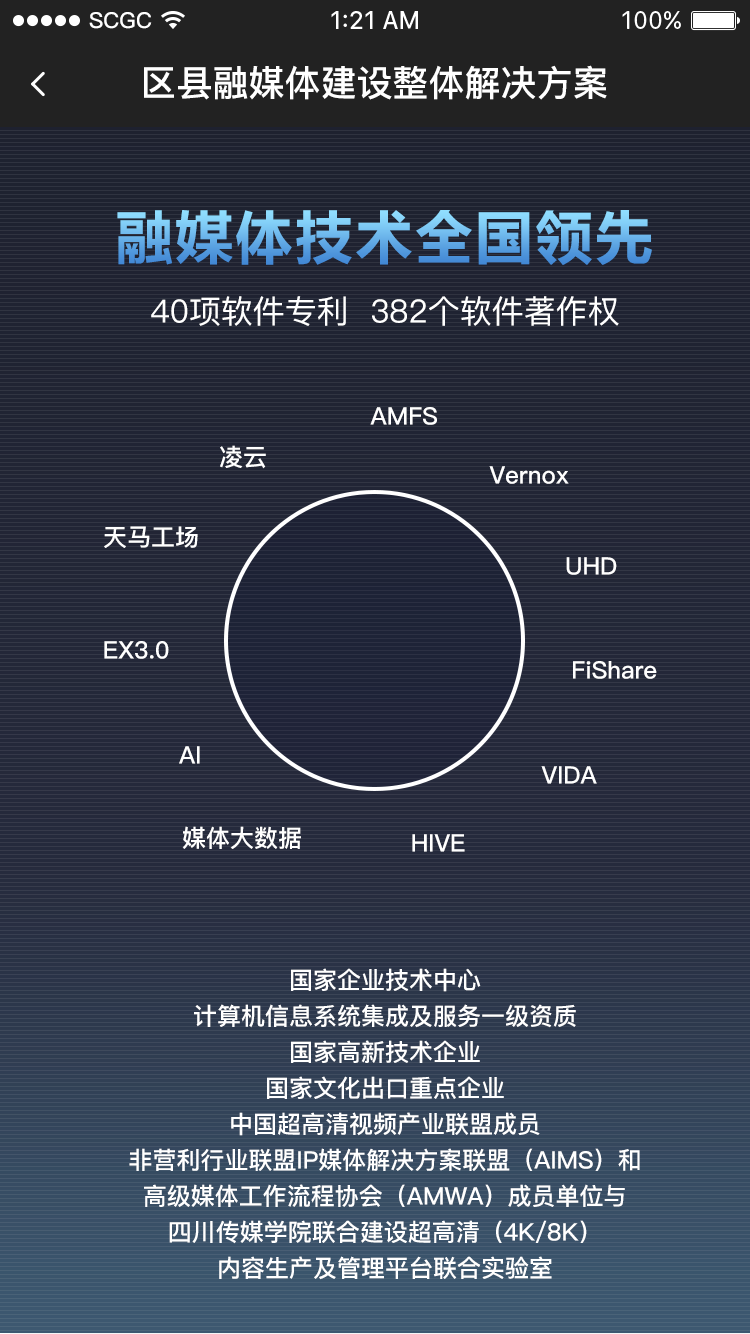 SCGC 1:21 AM 100%
区县融媒体建设整体解决方案
融媒体技术全国领先
40项软件专利 382个软件著作权
AMFS
凌云
Vernox
天马工场
UHD
EX3.0
FiShare
AI
VIDA
媒体大数据
HIVE
国家企业技术中心
计算机信息系统集成及服务一级资质
国家高新技术企业
国家文化出口重点企业
中国超高清视频产业联盟成员
非营利行业联盟IP媒体解决方案联盟（AIMS）和
高级媒体工作流程协会（AMWA）成员单位与
四川传媒学院联合建设超高清（4K/8K）
内容生产及管理平台联合实验室